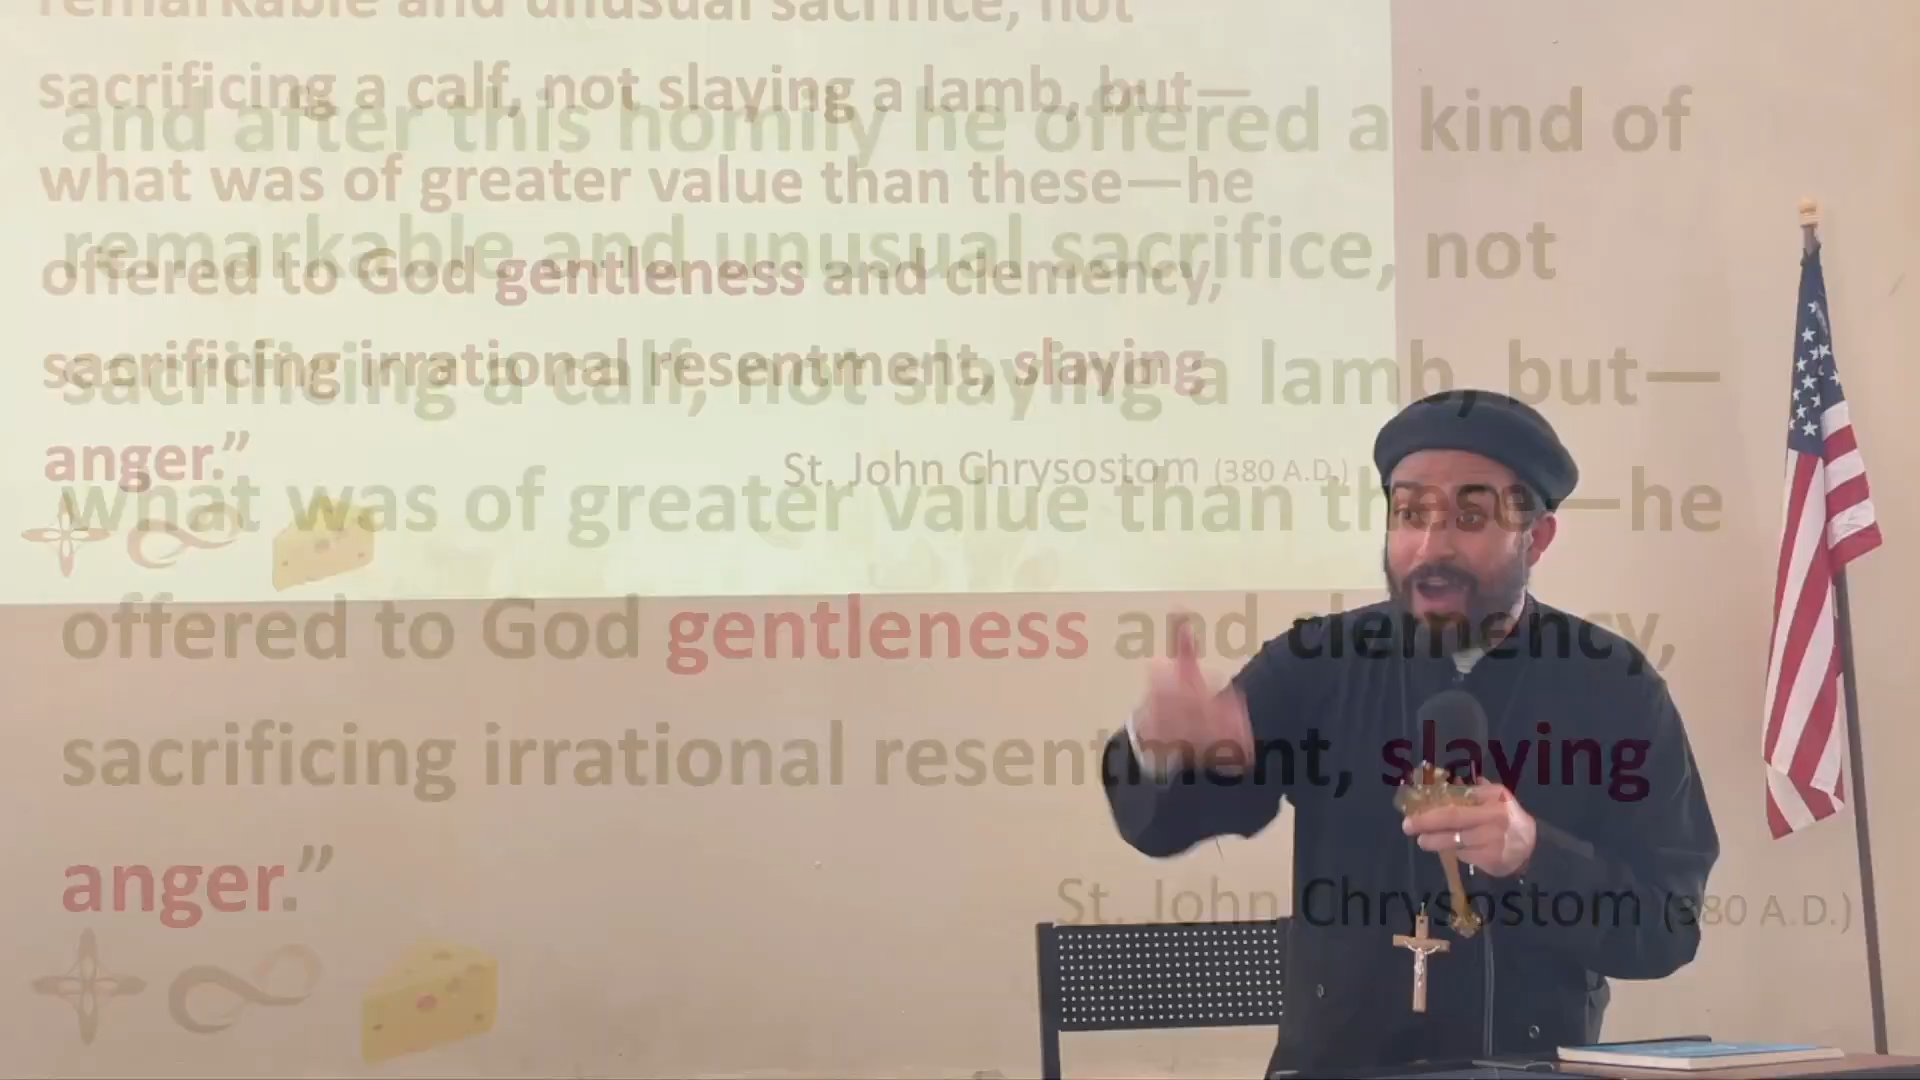 remarkable and unusual sacrifice, not
sacrificing a calf, not slaying a lamb, but—
what was of greater value than these—he
offered to God gentleness and clemency,
sacrificing irrational resentment, slaying
anger.”
St. John Chrysostom (380 A.D.)
and after this homily he offered a kind of
remarkable and unusual sacrifice, not
sacrificing a calf, not slaying a lamb, but—
what was of greater value than these—he
offered to God gentleness and clemency,
sacrificing irrational resentment, slaying
anger.”
St. John Chrysostom (380 A.D.)